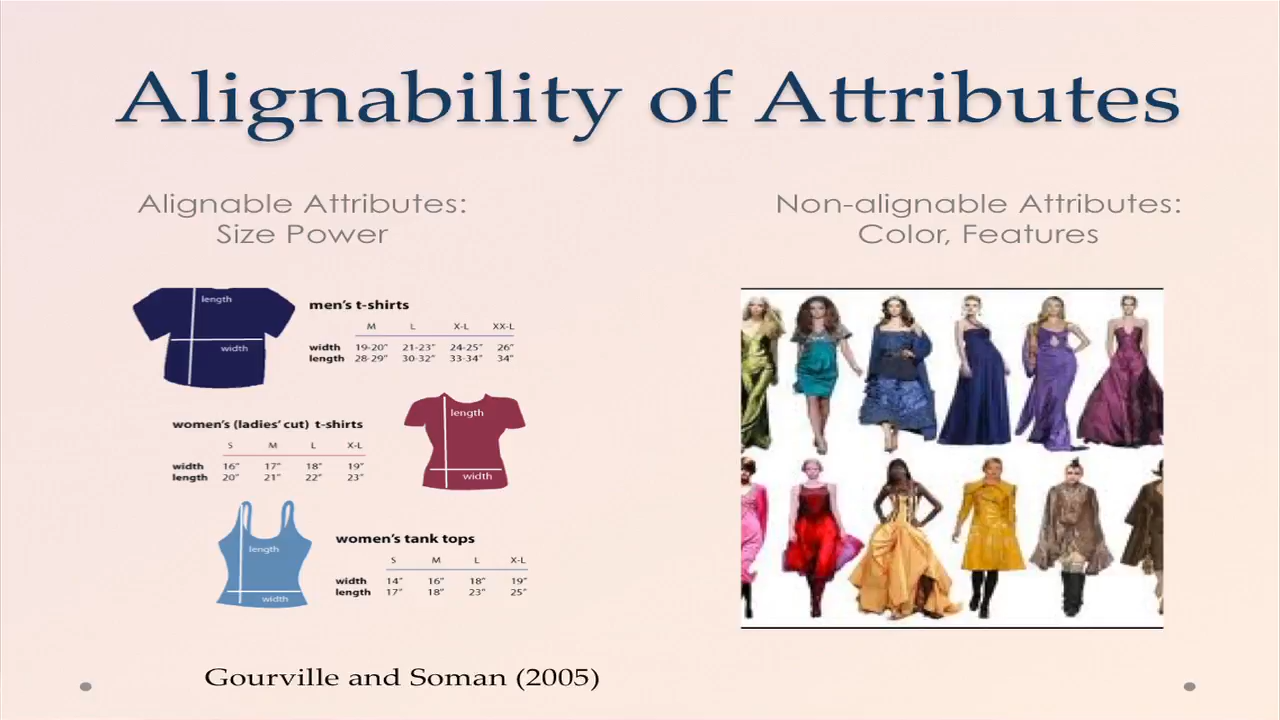 Alignability of Attributes
Alignable Attributes:
Size Power
Non-alignable Attributes:
Color, Features
length
width
men's t-shirts
M L X-L XX-L
width 19-20" 21-23" 24-25" 26"
length 28-29" 30-32" 33-34" 34"
women's (ladies' cut) t-shirts
S M L X-L
width 16" 17" 18" 19"
length 20" 21" 22" 23"
length
width
length
width
women's tank tops
S M L X-L
width 14" 16" 18" 19"
length 17" 18" 23" 25"
Gourville and Soman (2005)